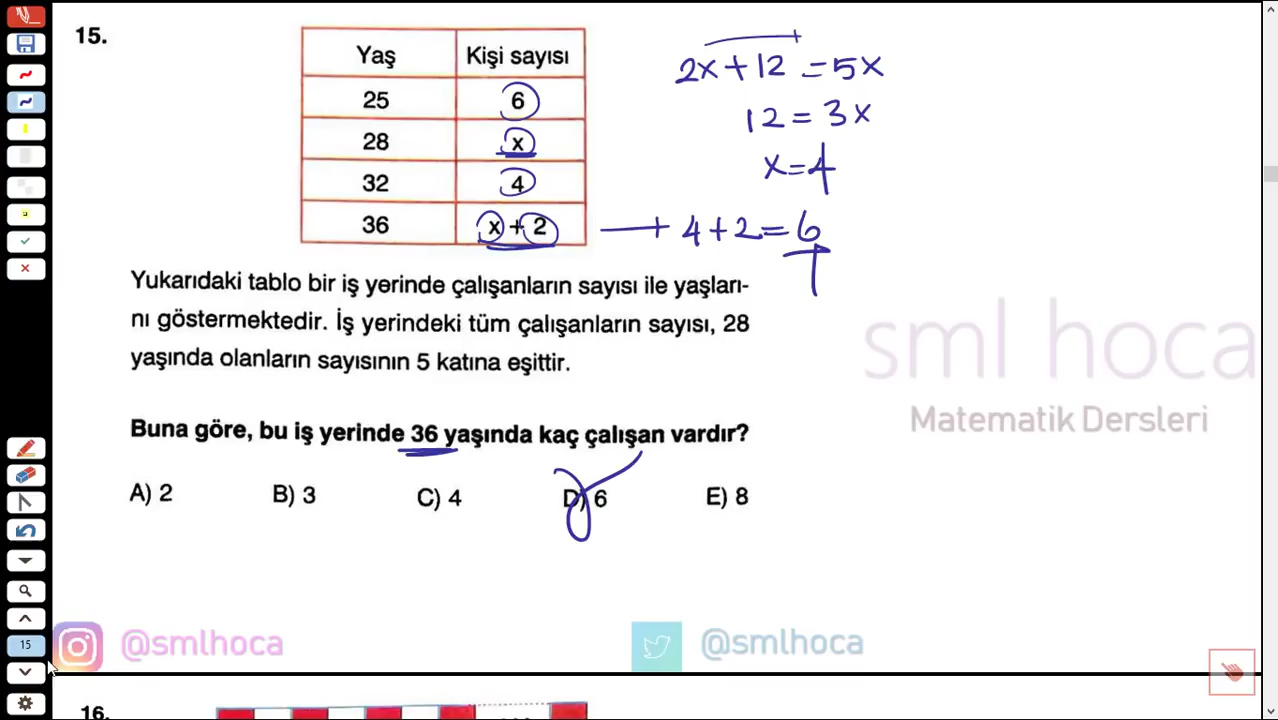 15.
Yaş Kişi sayısı
25 6
28 x
32 4
36 x + 2
2x + 12 = 5x
12 = 3x
x = 4
4 + 2 = 6
Yukarıdaki tablo bir iş yerinde çalışanların sayısı ile yaşları-
nı göstermektedir. İş yerindeki tüm çalışanların sayısı, 28
yaşında olanların sayısının 5 katına eşittir.
Buna göre, bu iş yerinde 36 yaşında kaç çalışan vardır?
A) 2 B) 3 C) 4 D) 6 E) 8
sml hoca
Matematik Dersleri
15
@smlhoca @smlhoca
16.